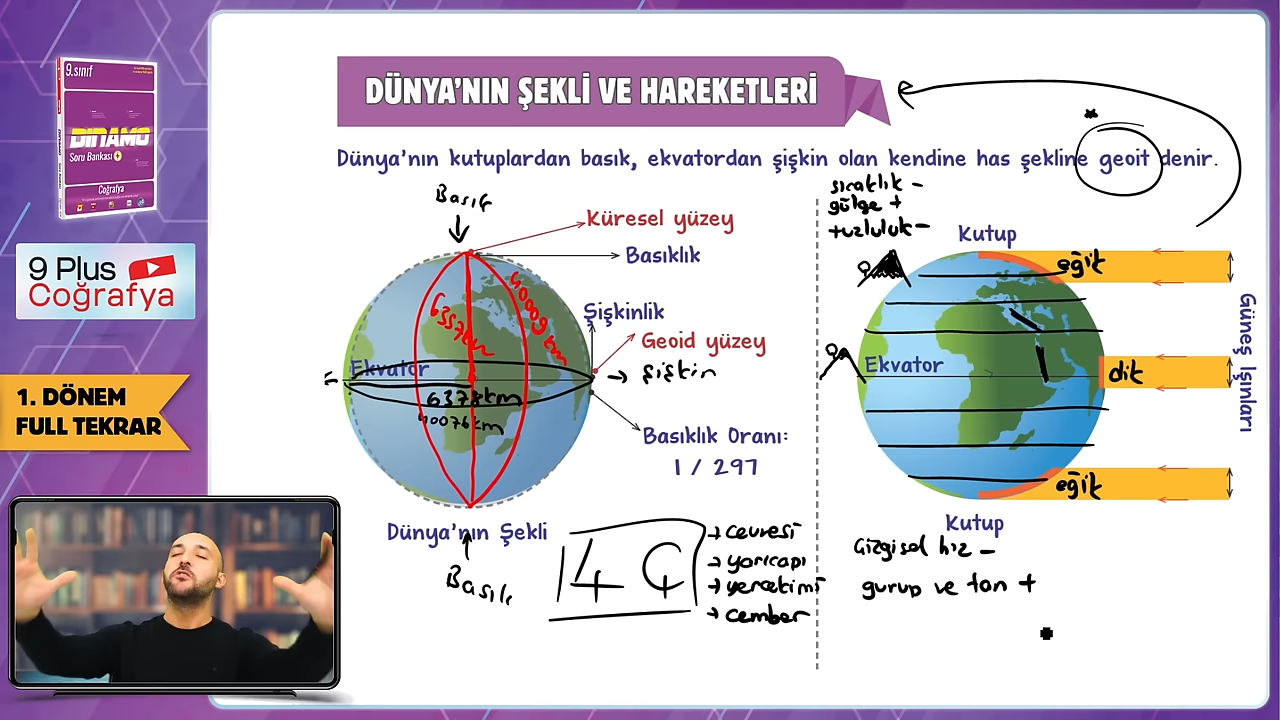 9.sınıf
DİNAMO
Soru Bankası +
Coğrafya
9 Plus
Coğrafya
1. DÖNEM
FULL TEKRAR
DÜNYA'NIN ŞEKLİ VE HAREKETLERİ
Dünya'nın kutuplardan basık, ekvatordan şişkin olan kendine has şekline geoit denir.
Basık
Küresel yüzey
Basıklık
Şişkinlik
Geoid yüzey
şişkin
Ekvator
6357km
40009 km
6378km
40076km
Basıklık Oranı:
1 / 297
Dünya'nın Şekli
Basık
4 Ç
çevresi
yarıçapı
yerçekimi
çember
sıcaklık -
gölge +
tuzluluk -
Kutup
eğik
Ekvator
dik
eğik
Kutup
Güneş Işınları
Çizgisel hız -
gurup ve tan +